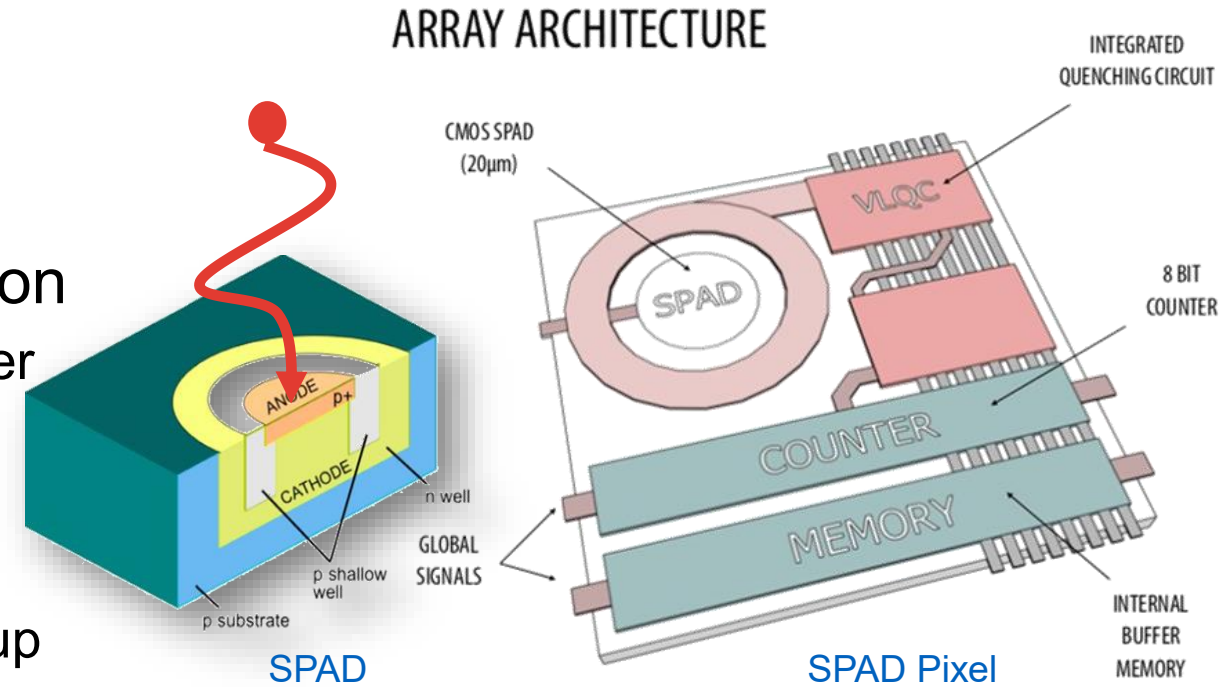 ARRAY ARCHITECTURE
INTEGRATED
QUENCHING CIRCUIT
CMOS SPAD
(20µm)
VLQC
on
er
SPAD
8 BIT
COUNTER
ANODE
p+
COUNTER
CATHODE
n well
MEMORY
GLOBAL
SIGNALS
p shallow
well
p substrate
INTERNAL
BUFFER
MEMORY
up
SPAD
SPAD Pixel